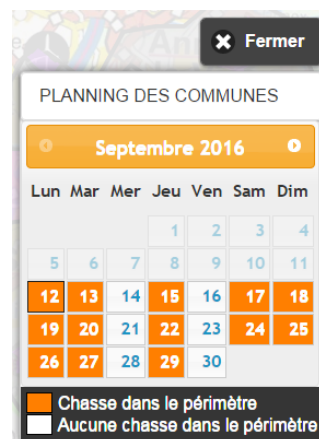 Fermer
PLANNING DES COMMUNES
Septembre 2016
Lun Mar Mer Jeu Ven Sam Dim
1 2 3 4
5 6 7 8 9 10 11
12 13 14 15 16 17 18
19 20 21 22 23 24 25
26 27 28 29 30
Chasse dans le périmètre
Aucune chasse dans le périmètre